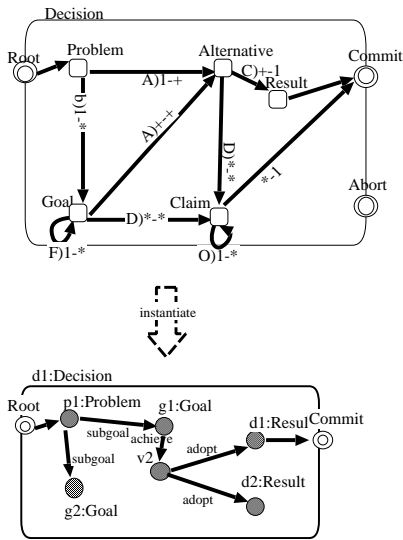 Decision
Root
Problem
Alternative
Commit
A)1-+
C)+-1
Result
b)1-*
A)+-+
D)*-*
*-1
Abort
Goal
D)*-*
Claim
F)1-*
O)1-*
instantiate
d1:Decision
Root
p1:Problem
g1:Goal
d1:Resul
Commit
subgoal
achieve
subgoal
v2
adopt
adopt
d2:Result
g2:Goal